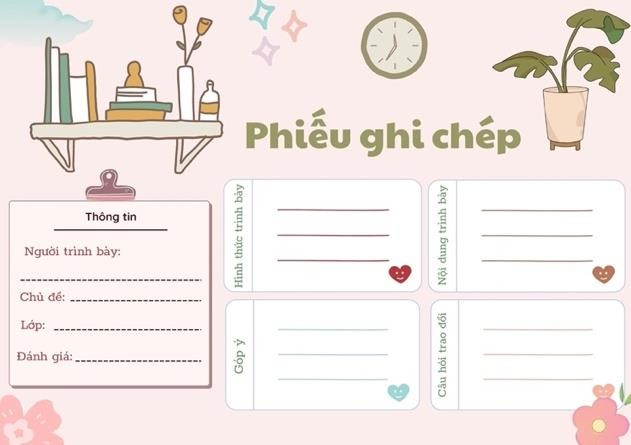 Phiếu ghi chép
Thông tin
Người trình bày:
Chủ đề:
Lớp:
Đánh giá:
Hình thức trình bày
Nội dung trình bày
Góp ý
Câu hỏi trao đổi